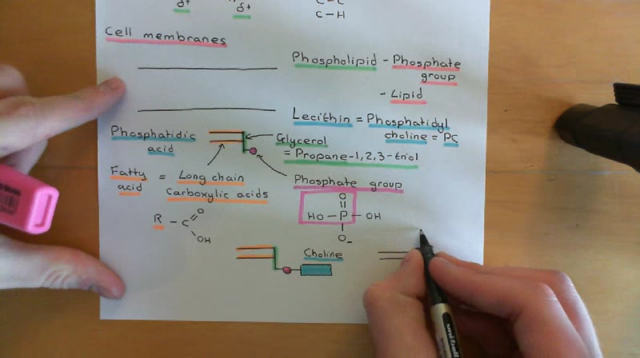 δ+ δ+
C - C
C-H
Cell membranes
Phospholipid - Phosphate
group
- Lipid
Lecithin = Phosphatidyl
choline = PC
Phosphatidic
acid
Glycerol
= Propane-1,2,3-triol
Fatty = Long chain
acid Carboxylic acids
Phosphate group
R - C O
OH
O
HO - P - OH
O-
Choline